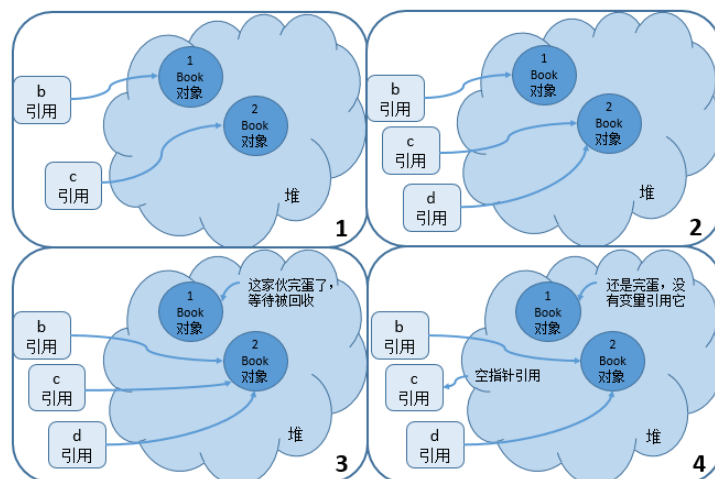 1
Book
对象
b
引用
2
Book
对象
c
引用
堆
1
1
Book
对象
b
引用
2
Book
对象
c
引用
d
引用
堆
2
这家伙完蛋了，
等待被回收
1
Book
对象
b
引用
2
Book
对象
c
引用
d
引用
堆
3
还是完蛋，没
有变量引用它
1
Book
对象
b
引用
2
Book
对象
c
引用
空指针引用
d
引用
堆
4